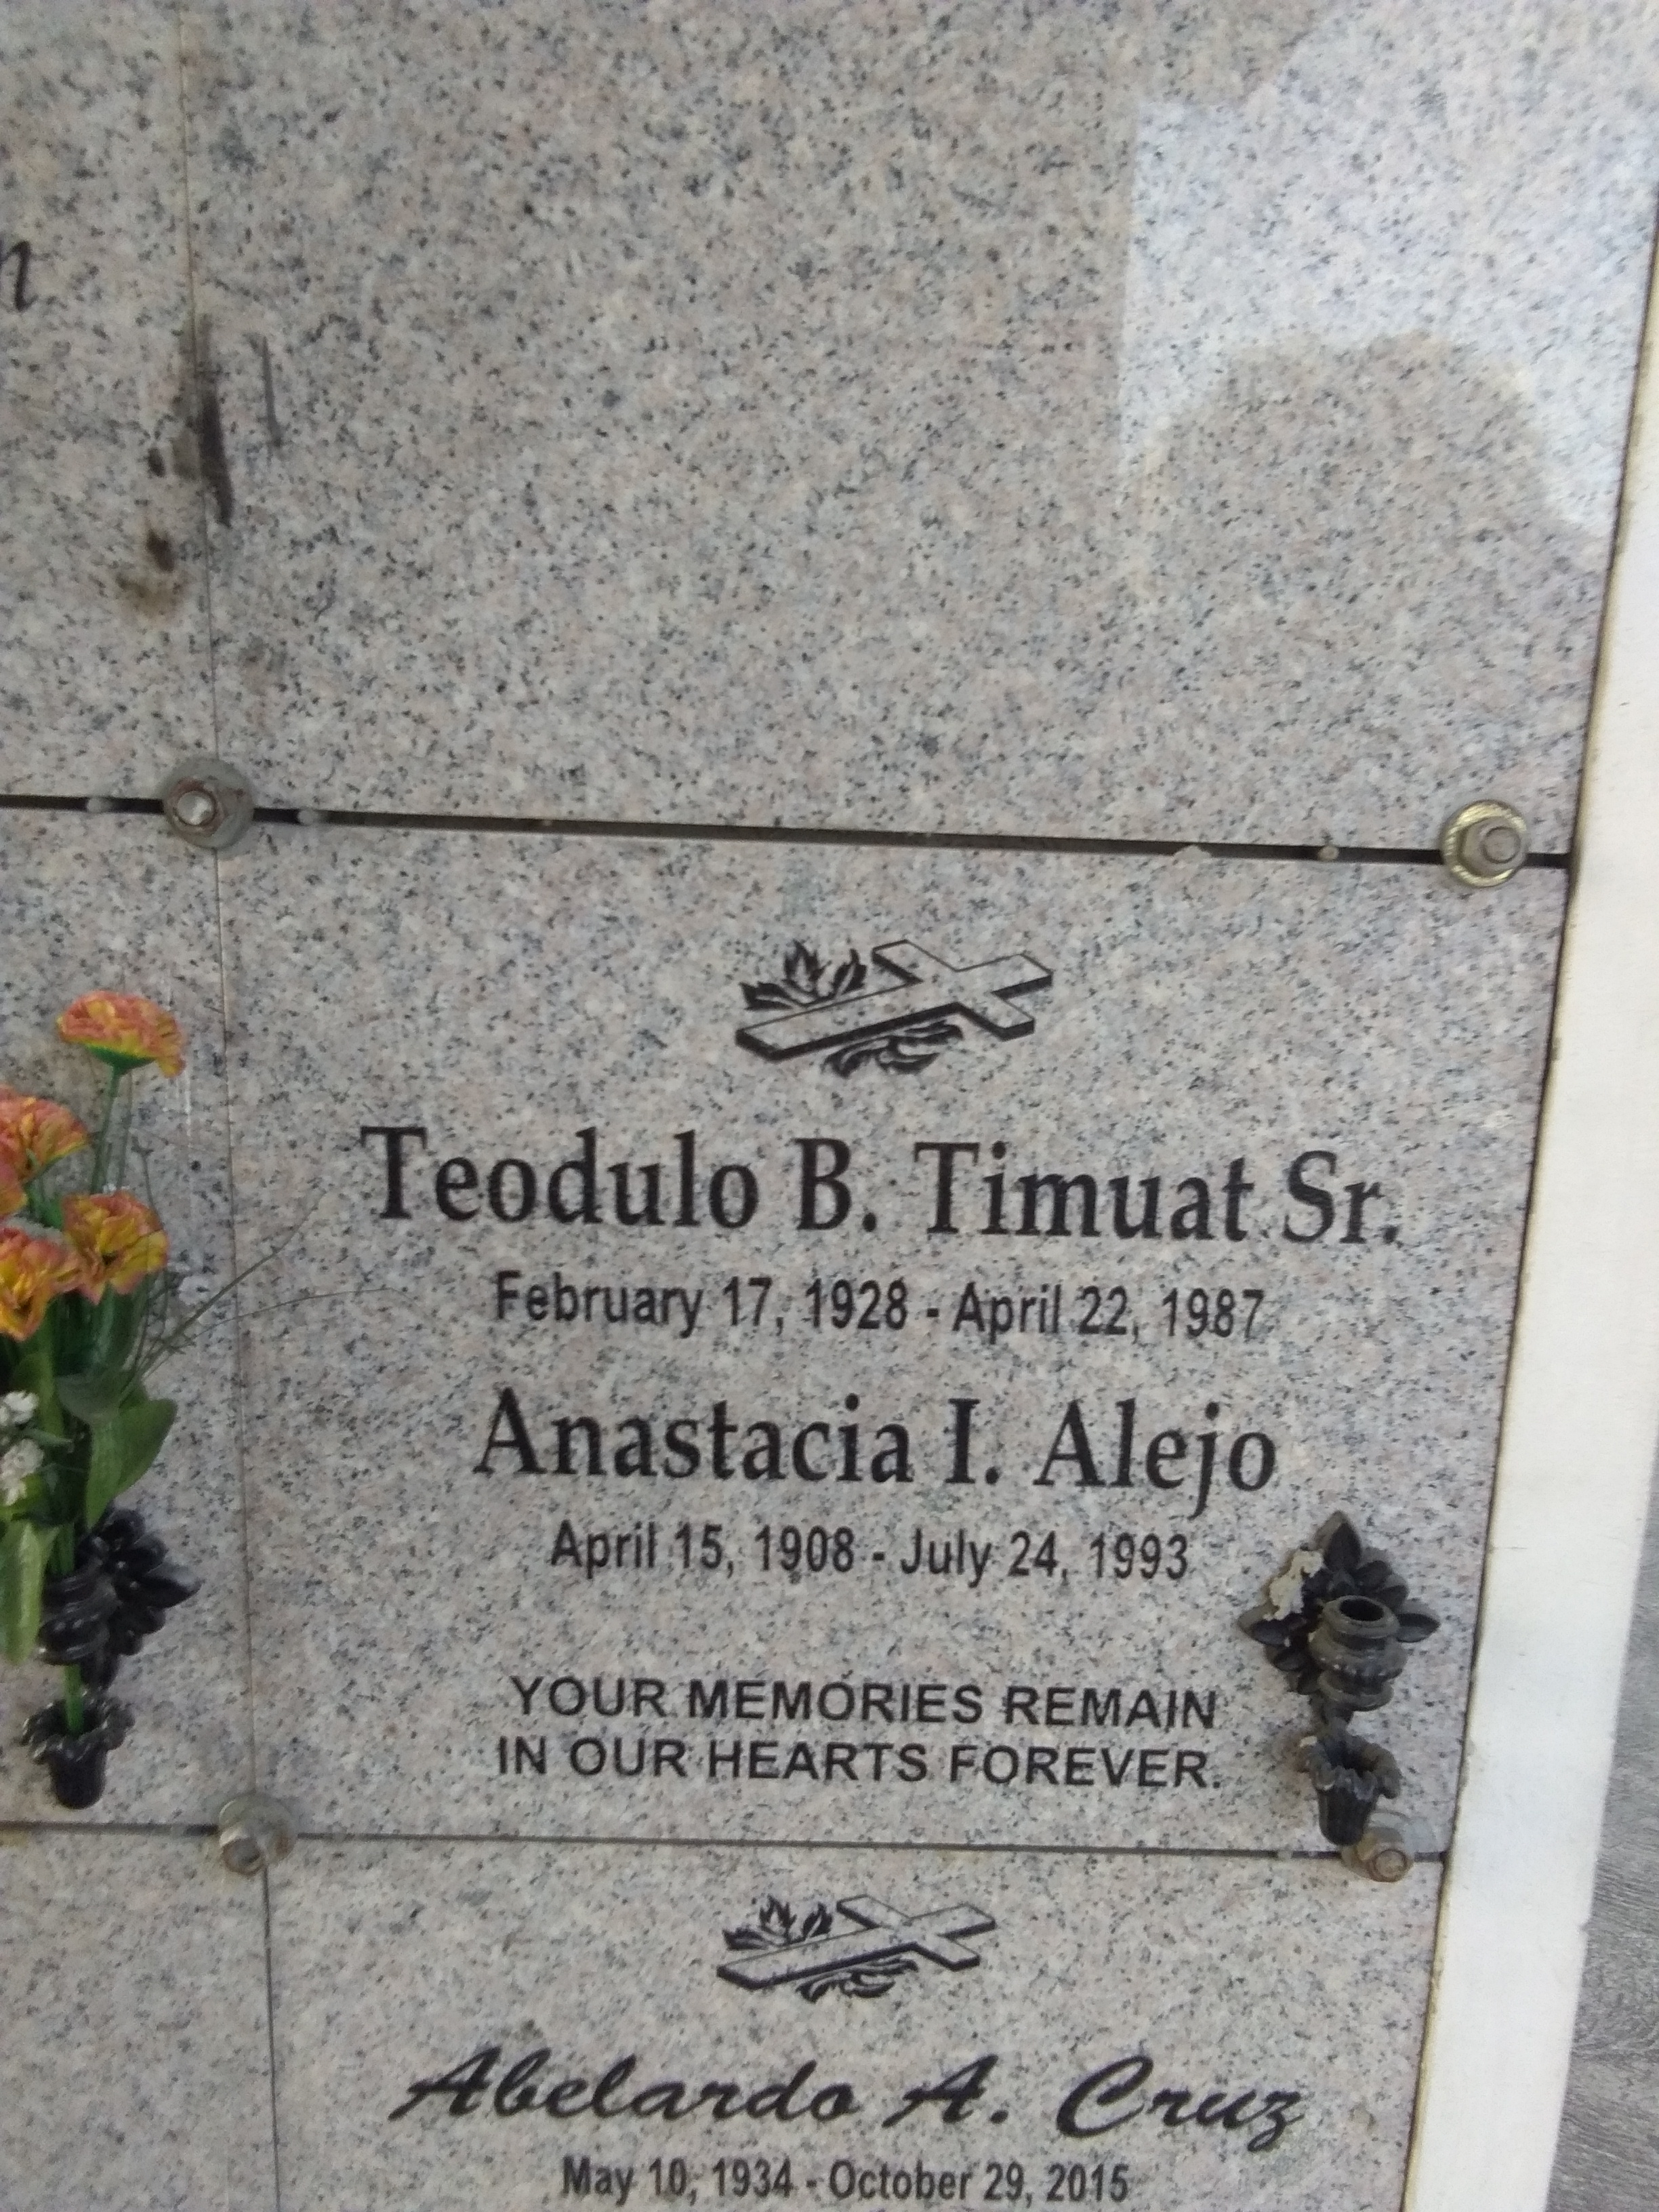 n
Teodulo B. Timuat Sr.
February 17, 1928 - April 22, 1987
Anastacia I. Alejo
April 15, 1908 - July 24, 1993
YOUR MEMORIES REMAIN
IN OUR HEARTS FOREVER.
Abelardo A. Cruz
May 10, 1934 - October 29, 2015